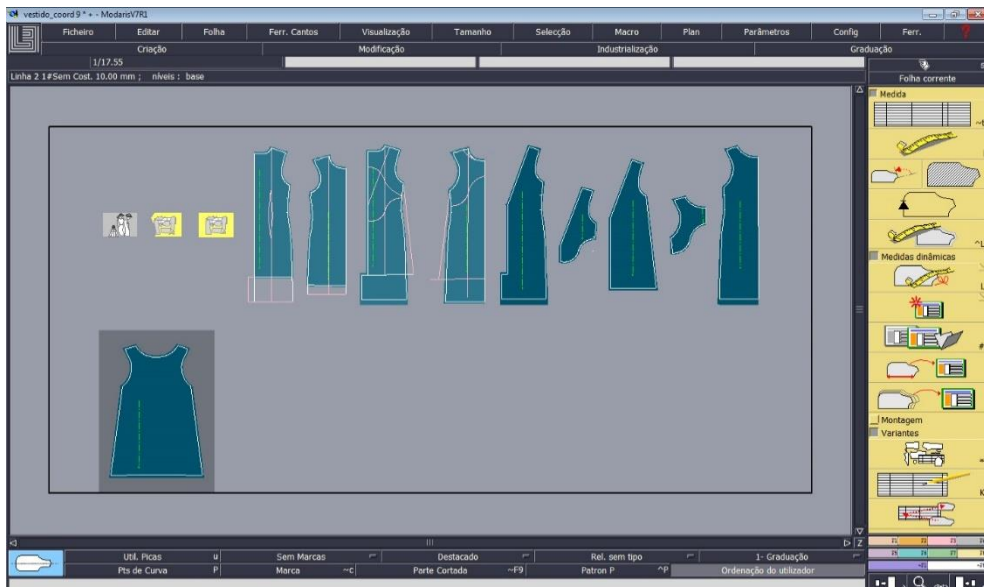 vestido_coord 9 * + - ModarisV7R1
Ficheiro Editar Folha Ferr. Cantos Visualização Tamanho Selecção Macro Plan Parâmetros Config Ferr. ?
Criação Modificação Industrialização Graduação
1/17.55
Linha 2 1#Sem Cost. 10.00 mm ; níveis : base
Folha corrente
Medida
^L
Medidas dinâmicas
L
#
Montagem
Variantes
K
Z
Util. Picas u Sem Marcas Destacado Rel. sem tipo 1- Graduação
Pts de Curva P Marca ~c Parte Cortada ~F9 Patron P ^P Ordenação do utilizador